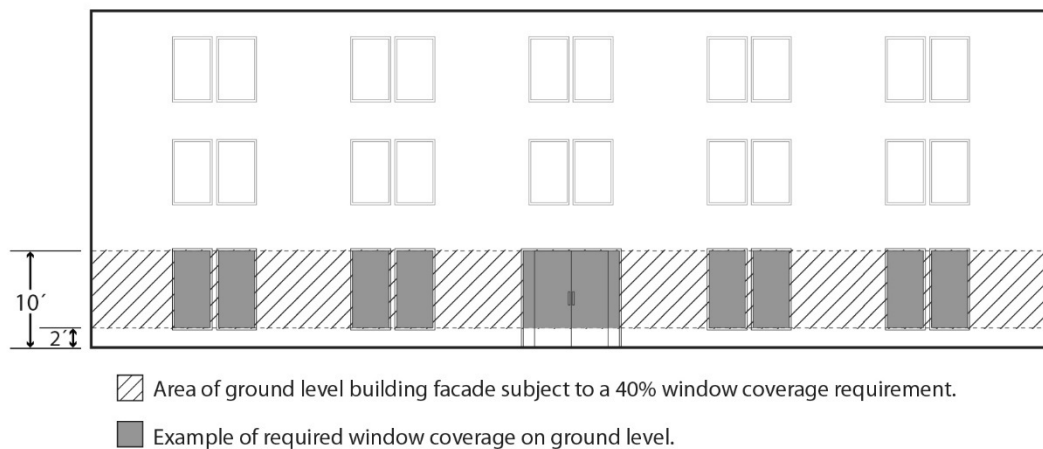 10´
2´
Area of ground level building facade subject to a 40% window coverage requirement.
Example of required window coverage on ground level.